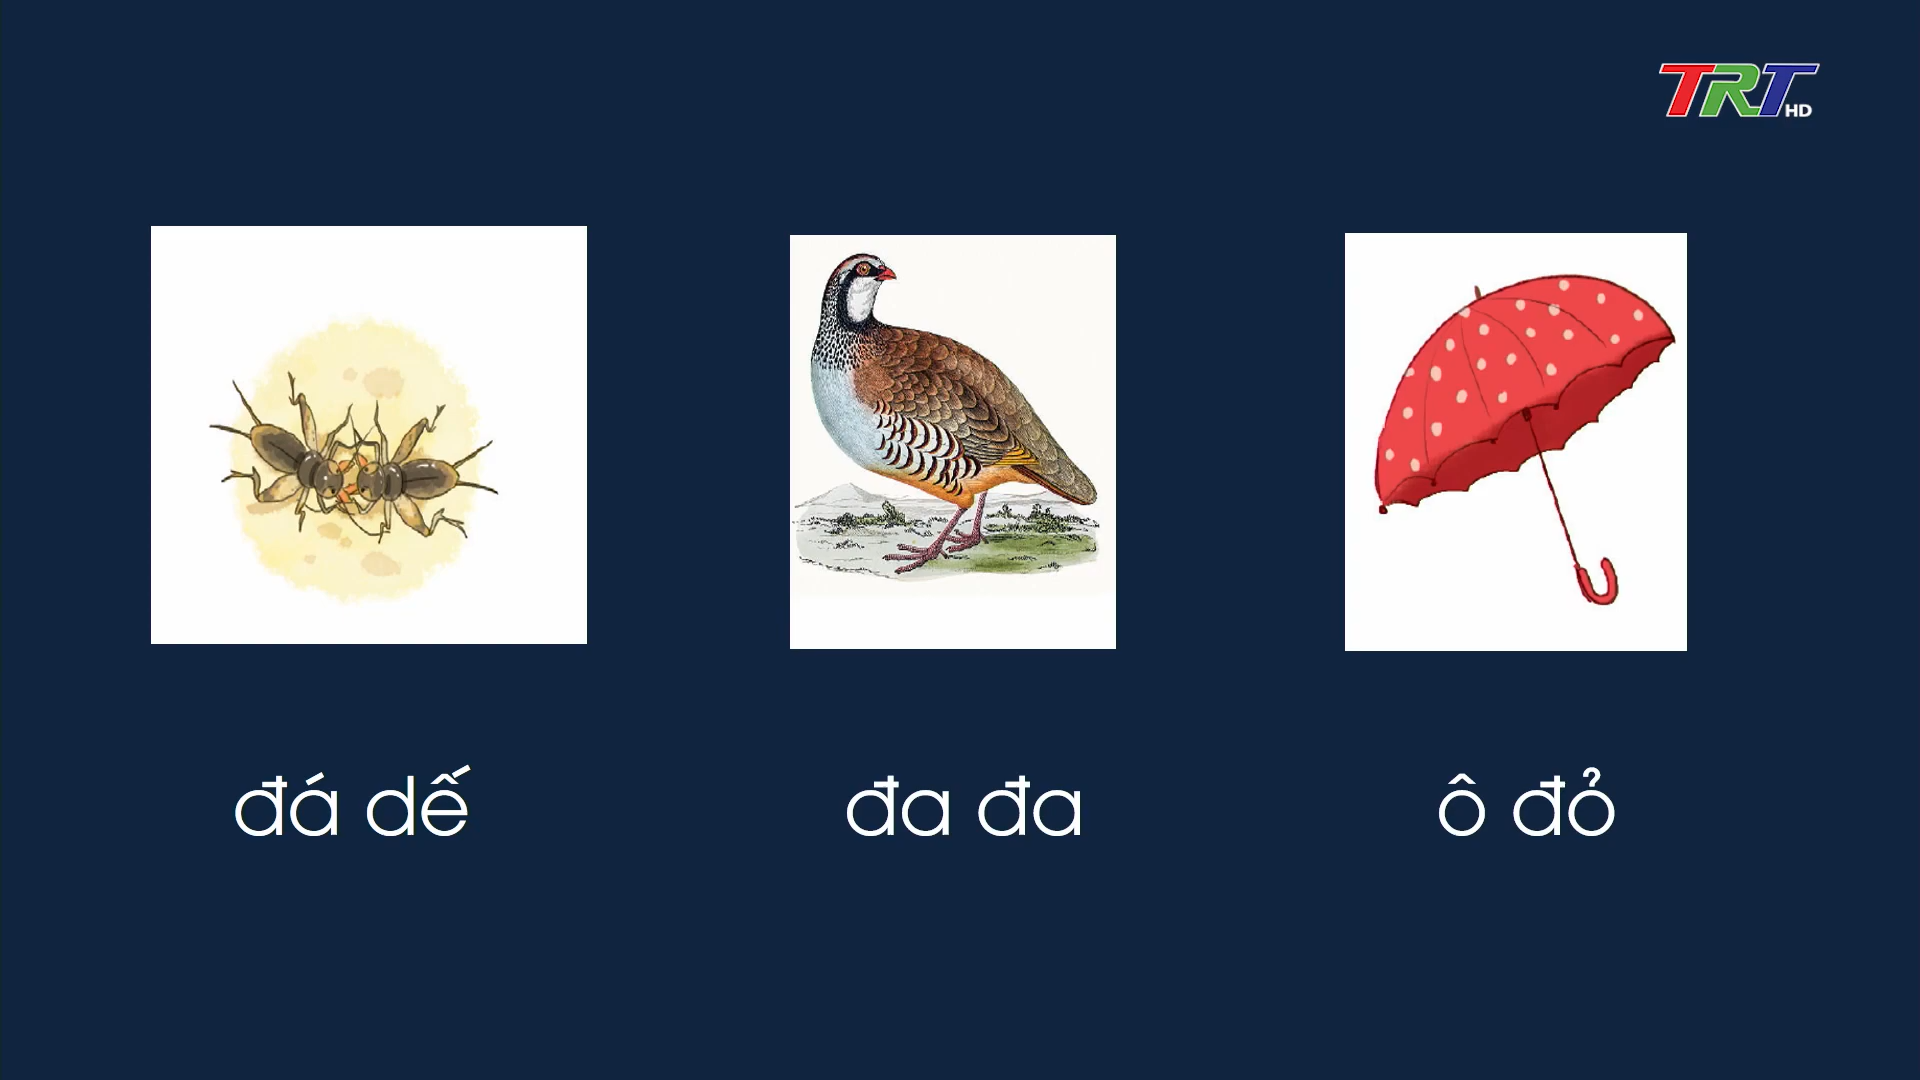 TRT HD
đá dế
đa đa
ô đỏ